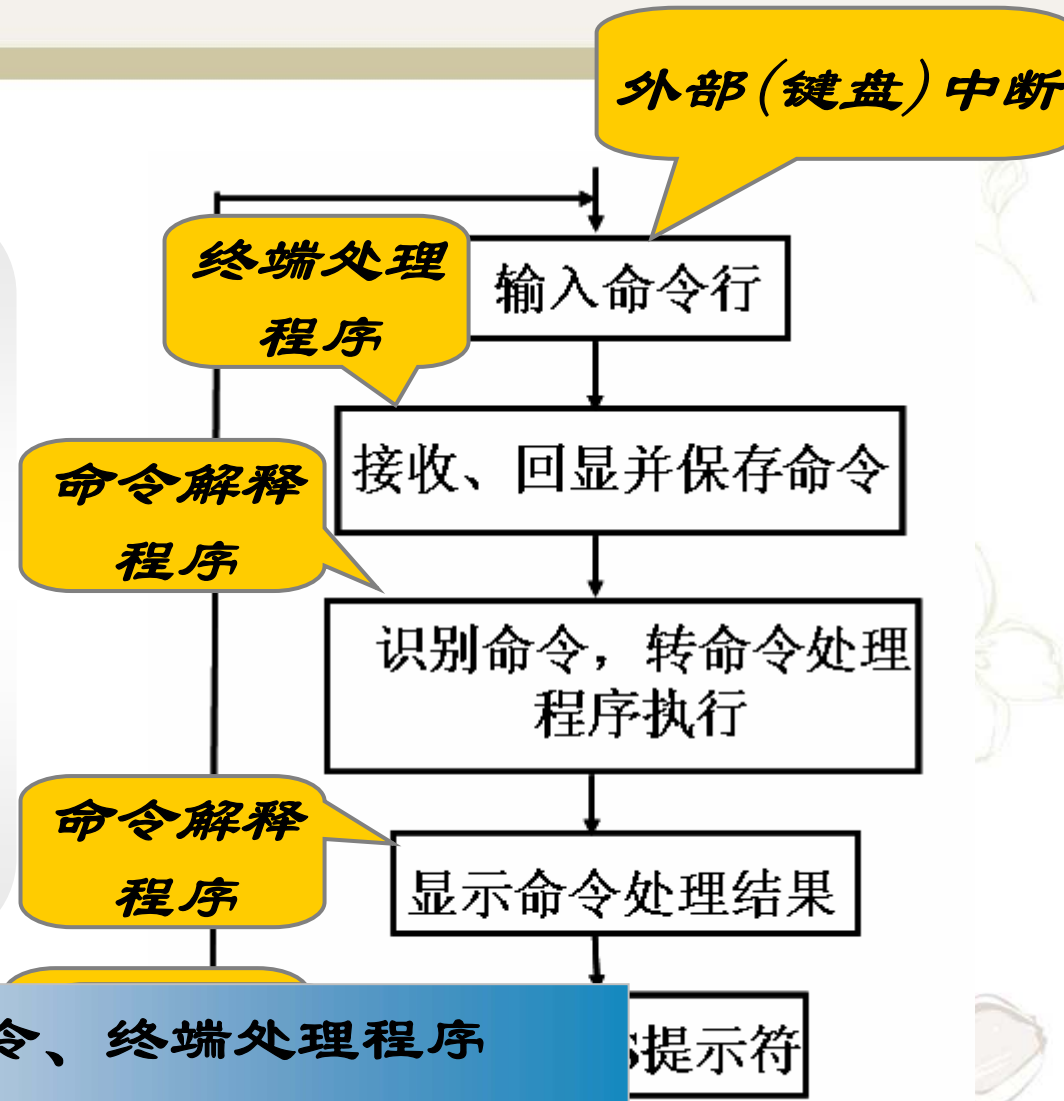 外部(键盘)中断
终端处理
程序
输入命令行
接收、回显并保存命令
命令解释
程序
识别命令，转命令处理
程序执行
命令解释
程序
显示命令处理结果
令、终端处理程序
提示符